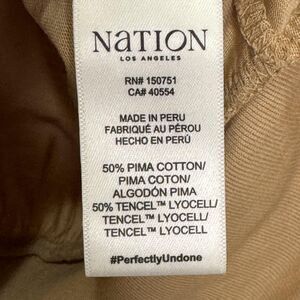 NATION
LOS ANGELES
RN# 150751
CA# 40554
MADE IN PERU
FABRIQUÉ AU PÉROU
HECHO EN PERÚ
50% PIMA COTTON/
PIMA COTON/
ALGODÓN PIMA
50% TENCEL™ LYOCELL/
TENCEL™ LYOCELL/
TENCEL™ LYOCELL
#PerfectlyUndone